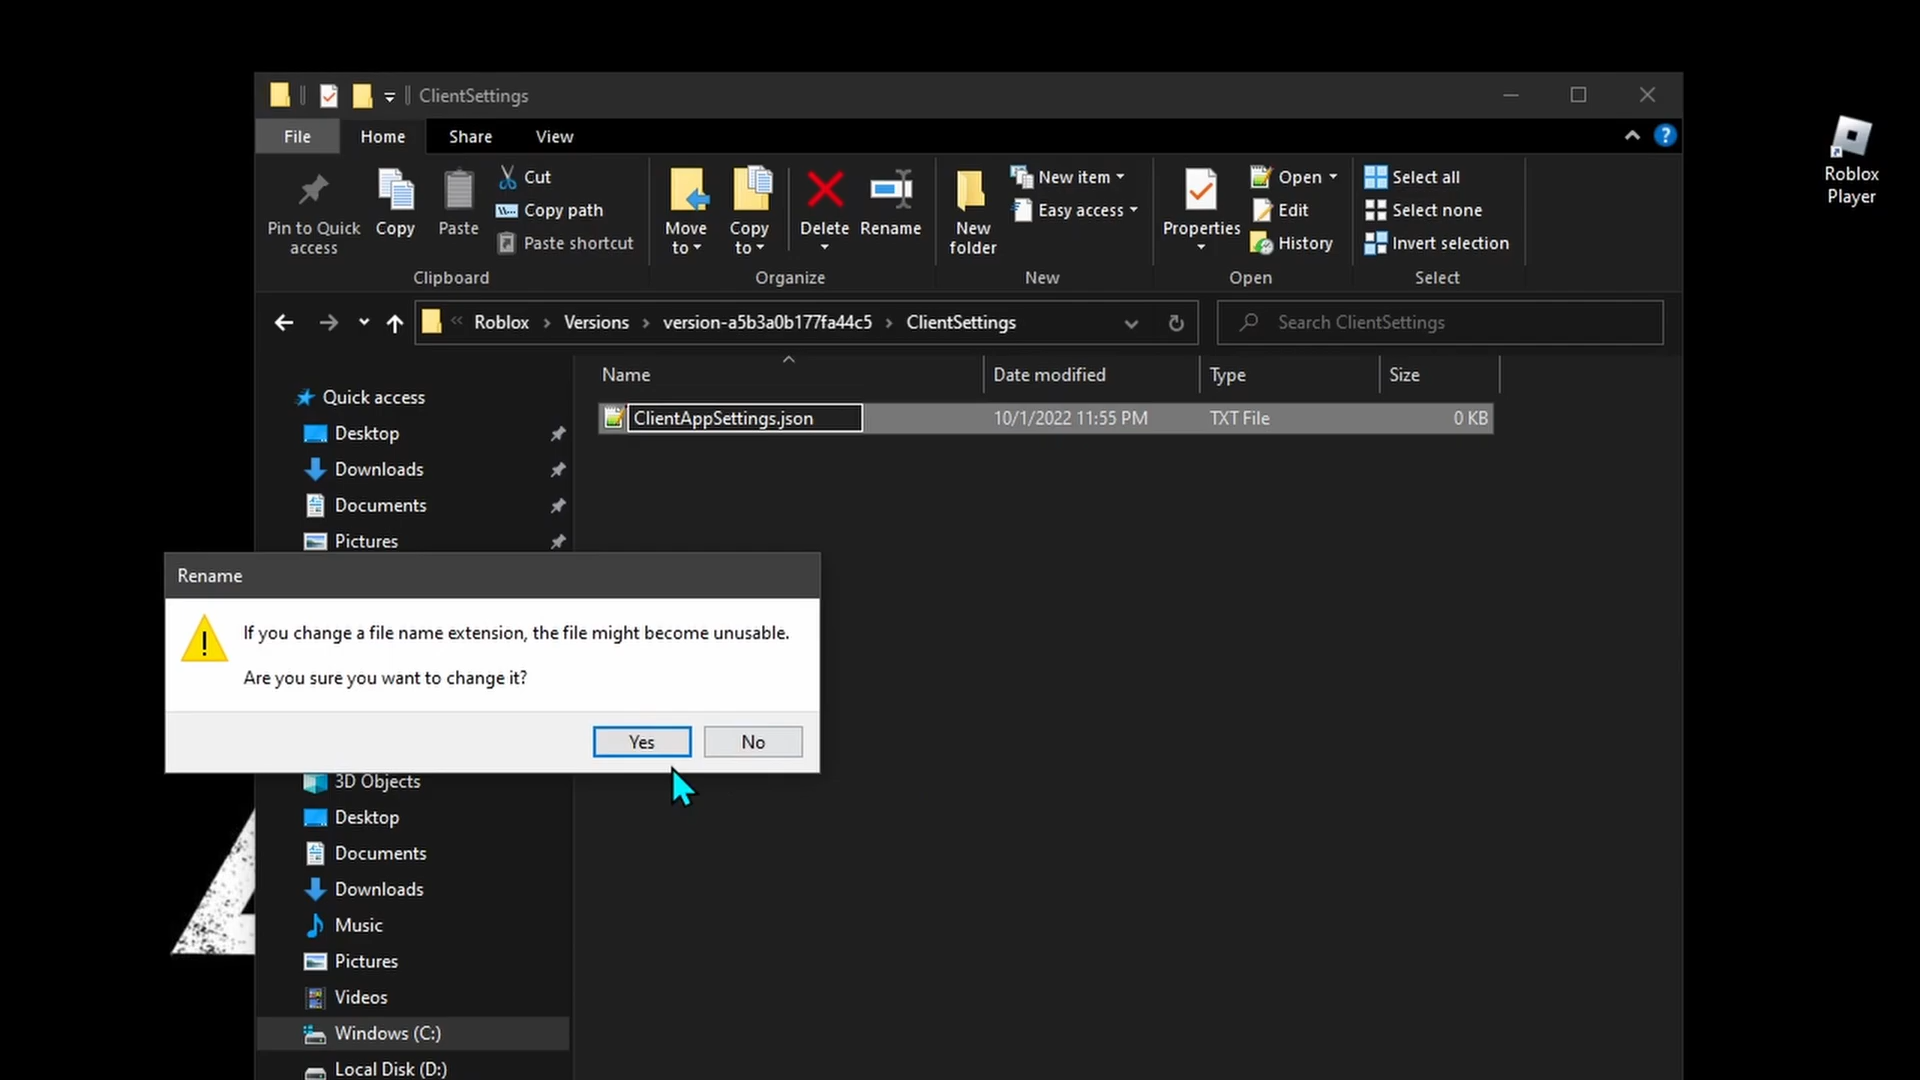 ClientSettings
File Home Share View
Pin to Quick access
Copy
Paste
Cut
Copy path
Paste shortcut
Clipboard
Move to
Copy to
Delete
Rename
Organize
New folder
New item
Easy access
New
Properties
Open
Edit
History
Open
Select all
Select none
Invert selection
Select
Roblox
Player
« Roblox › Versions › version-a5b3a0b177fa44c5 › ClientSettings
Search ClientSettings
Name Date modified Type Size
ClientAppSettings.json 10/1/2022 11:55 PM TXT File 0 KB
Quick access
Desktop
Downloads
Documents
Pictures
Rename
If you change a file name extension, the file might become unusable.
Are you sure you want to change it?
Yes No
3D Objects
Desktop
Documents
Downloads
Music
Pictures
Videos
Windows (C:)
Local Disk (D:)